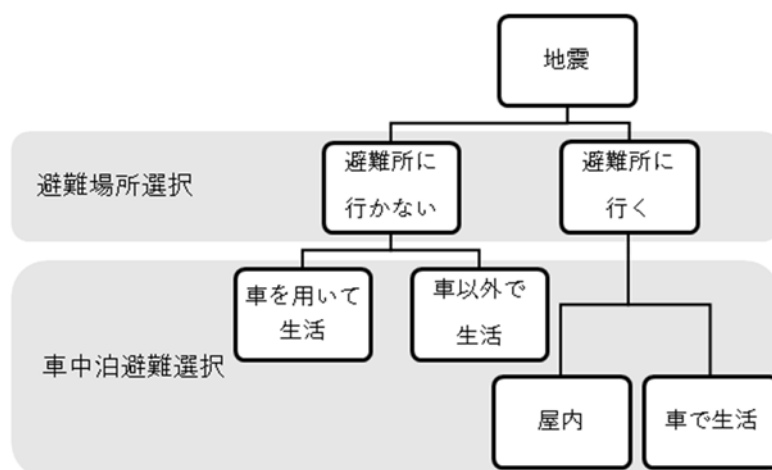 地震
避難場所選択
避難所に
行かない
避難所に
行く
車中泊避難選択
車を用いて
生活
車以外で
生活
屋内
車で生活